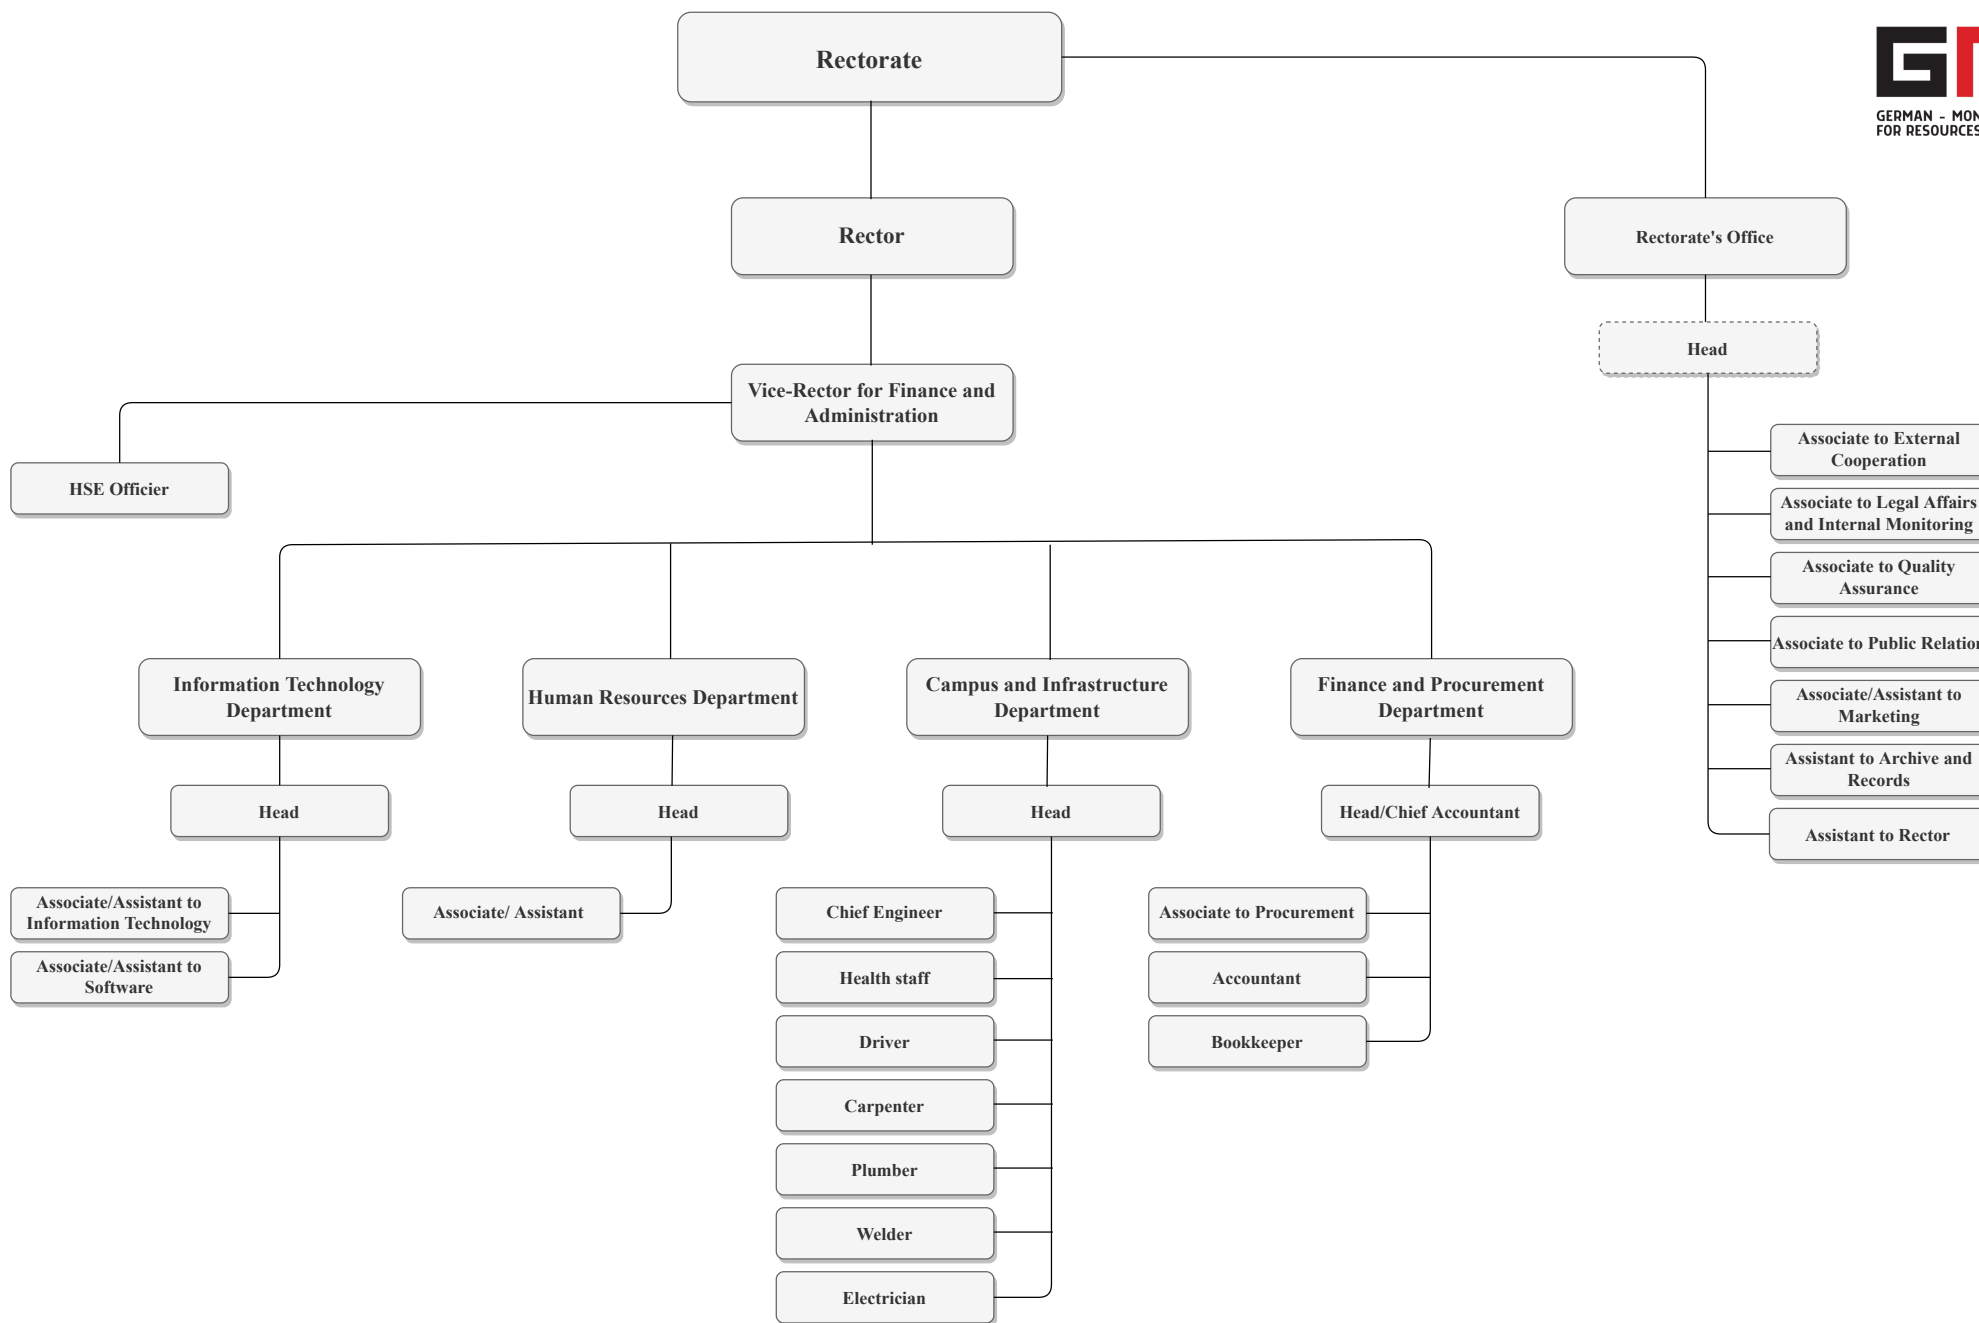 Rectorate
GERMAN - MON
FOR RESOURCES
Rector
Rectorate's Office
Head
Vice-Rector for Finance and
Administration
HSE Officier
Associate to External
Cooperation
Associate to Legal Affairs
and Internal Monitoring
Associate to Quality
Assurance
Associate to Public Relation
Associate/Assistant to
Marketing
Assistant to Archive and
Records
Assistant to Rector
Information Technology
Department
Human Resources Department
Campus and Infrastructure
Department
Finance and Procurement
Department
Head
Head
Head
Head/Chief Accountant
Associate/Assistant to
Information Technology
Associate/Assistant to
Software
Associate/ Assistant
Chief Engineer
Health staff
Driver
Carpenter
Plumber
Welder
Electrician
Associate to Procurement
Accountant
Bookkeeper